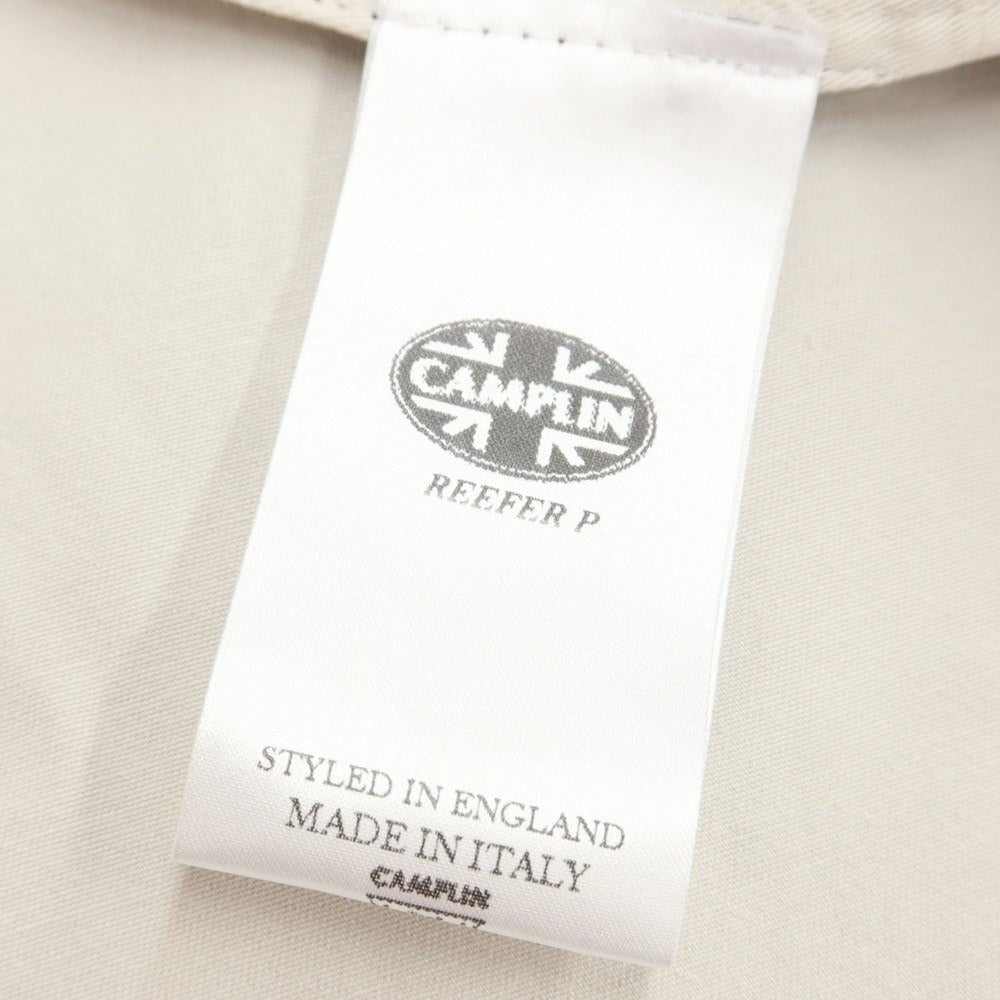 CAMPLIN
REEFER P
STYLED IN ENGLAND
MADE IN ITALY
CAMPLIN